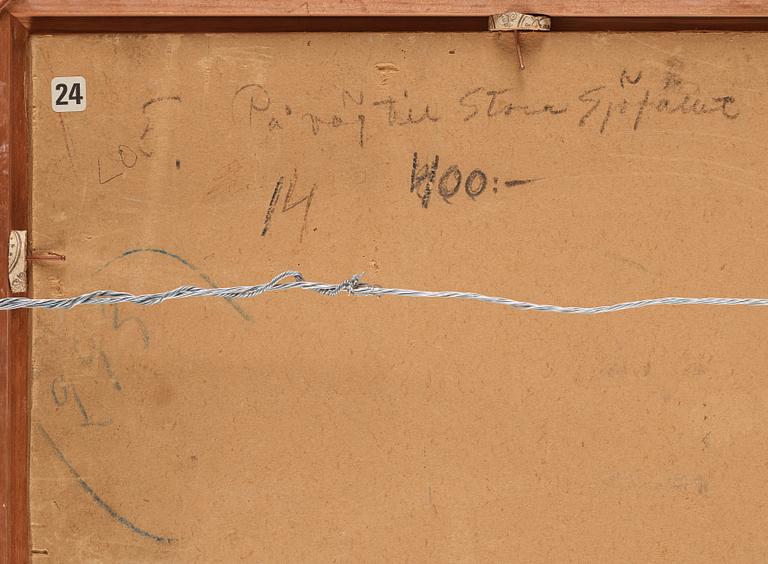 24
På väg till Stora Sjöfallet
14
400:-